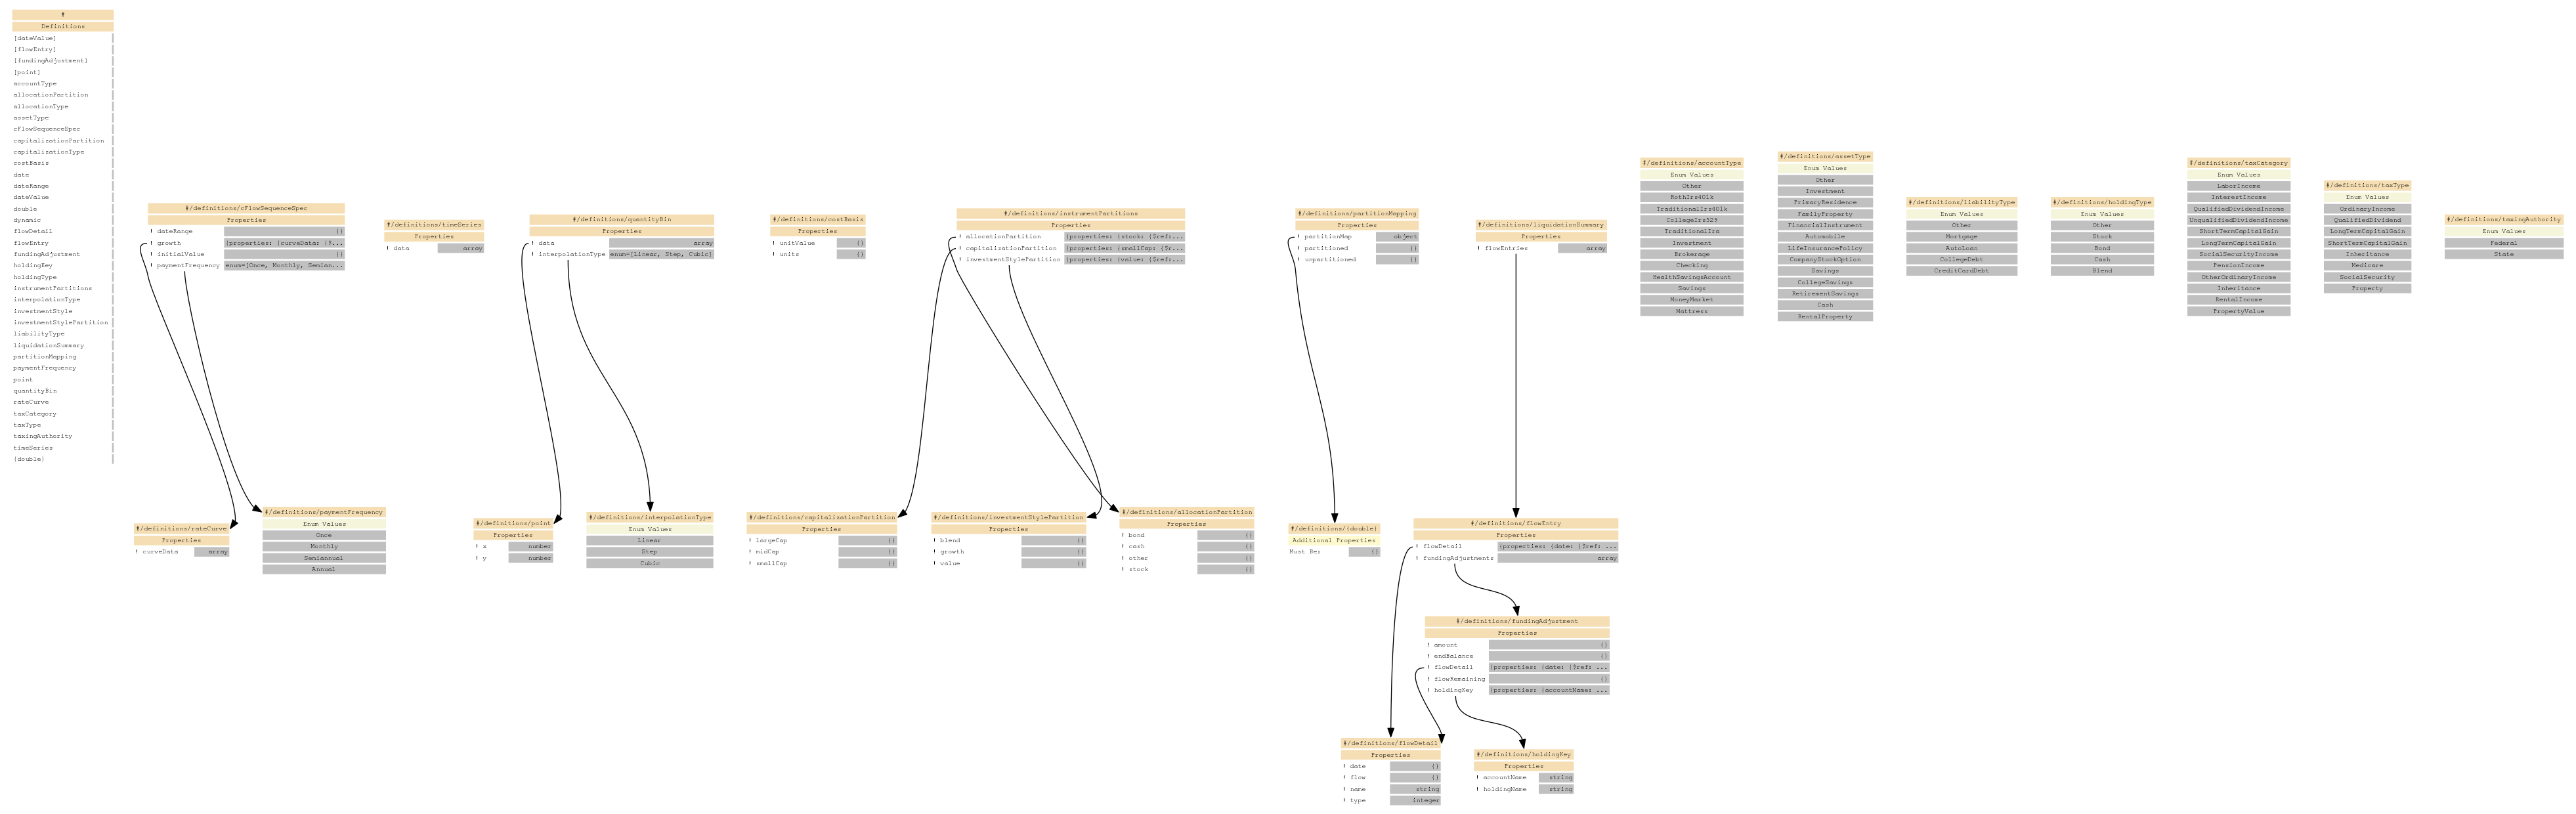 #
Definitions
[dateValue]
[flowEntry]
[fundingAdjustment]
[point]
accountType
allocationPartition
allocationType
assetType
cFlowSequenceSpec
capitalisationPartition
capitalisationType
costBasis
date
dateRange
dateValue
double
dynamic
flowDetail
flowEntry
fundingAdjustment
holdingKey
holdingType
instrumentPartitions
interpolationType
investmentStyle
investmentStylePartition
liabilityType
liquidationSummary
partitionMapping
paymentFrequency
point
quantityBin
rateCurve
taxCategory
taxType
taxingAuthority
timeSeries
{double}
#/definitions/cFlowSequenceSpec
Properties
! dateRange {}
! growth {properties: {curveData: {$...
! initialValue {}
! paymentFrequency enum=[Once, Monthly, Semian...
#/definitions/timeSeries
Properties
! data array
#/definitions/quantityBin
Properties
! data array
! interpolationType enum=[Linear, Step, Cubic]
#/definitions/costBasis
Properties
! unitValue {}
! units {}
#/definitions/instrumentPartitions
Properties
! allocationPartition {properties: {stock: {$ref:...
! capitalisationPartition {properties: {smallCap: {$r...
! investmentStylePartition {properties: {value: {$ref:...
#/definitions/partitionMapping
Properties
! partitionMap object
! partitioned {}
! unpartitioned {}
#/definitions/liquidationSummary
Properties
! flowEntries array
#/definitions/accountType
Enum Values
Other
RothIrs401k
TraditionalIrs401k
CollegeIrs529
TraditionalIra
Investment
Brokerage
Checking
HealthSavingsAccount
Savings
MoneyMarket
Mattress
#/definitions/assetType
Enum Values
Other
Investment
PrimaryResidence
FamilyProperty
FinancialInstrument
Automobile
LifeInsurancePolicy
CompanyStockOption
Savings
CollegeSavings
RetirementSavings
Cash
RentalProperty
#/definitions/liabilityType
Enum Values
Other
Mortgage
AutoLoan
CollegeDebt
CreditCardDebt
#/definitions/holdingType
Enum Values
Other
Stock
Bond
Cash
Blend
#/definitions/taxCategory
Enum Values
LaborIncome
InterestIncome
QualifiedDividendIncome
UnqualifiedDividendIncome
ShortTermCapitalGain
LongTermCapitalGain
SocialSecurityIncome
PensionIncome
OtherOrdinaryIncome
Inheritance
RentalIncome
PropertyValue
#/definitions/taxType
Enum Values
OrdinaryIncome
QualifiedDividend
LongTermCapitalGain
ShortTermCapitalGain
Inheritance
Medicare
SocialSecurity
Property
#/definitions/taxingAuthority
Enum Values
Federal
State
#/definitions/rateCurve
Properties
! curveData array
#/definitions/paymentFrequency
Enum Values
Once
Monthly
Semiannual
Annual
#/definitions/point
Properties
! x number
! y number
#/definitions/interpolationType
Enum Values
Linear
Step
Cubic
#/definitions/capitalisationPartition
Properties
! largeCap {}
! midCap {}
! smallCap {}
#/definitions/investmentStylePartition
Properties
! blend {}
! growth {}
! value {}
#/definitions/allocationPartition
Properties
! bond {}
! cash {}
! other {}
! stock {}
#/definitions/{double}
Additional Properties
Must Be: {}
#/definitions/flowEntry
Properties
! flowDetail {properties: {date: {$ref: ...
! fundingAdjustments array
#/definitions/fundingAdjustment
Properties
! amount {}
! endBalance {}
! flowDetail {properties: {date: {$ref: ...
! flowRemaining {}
! holdingKey {properties: {accountName: ...
#/definitions/flowDetail
Properties
! date {}
! flow {}
! name string
! type integer
#/definitions/holdingKey
Properties
! accountName string
! holdingName string